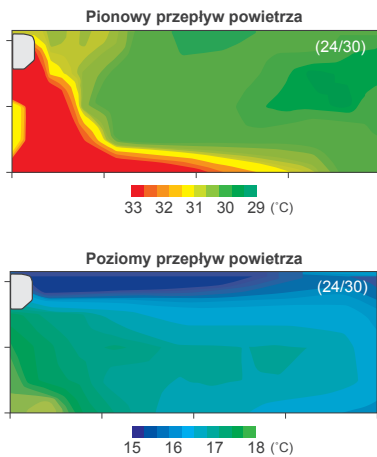 Pionowy przepływ powietrza
(24/30)
33 32 31 30 29 (°C)
Poziomy przepływ powietrza
(24/30)
15 16 17 18 (°C)